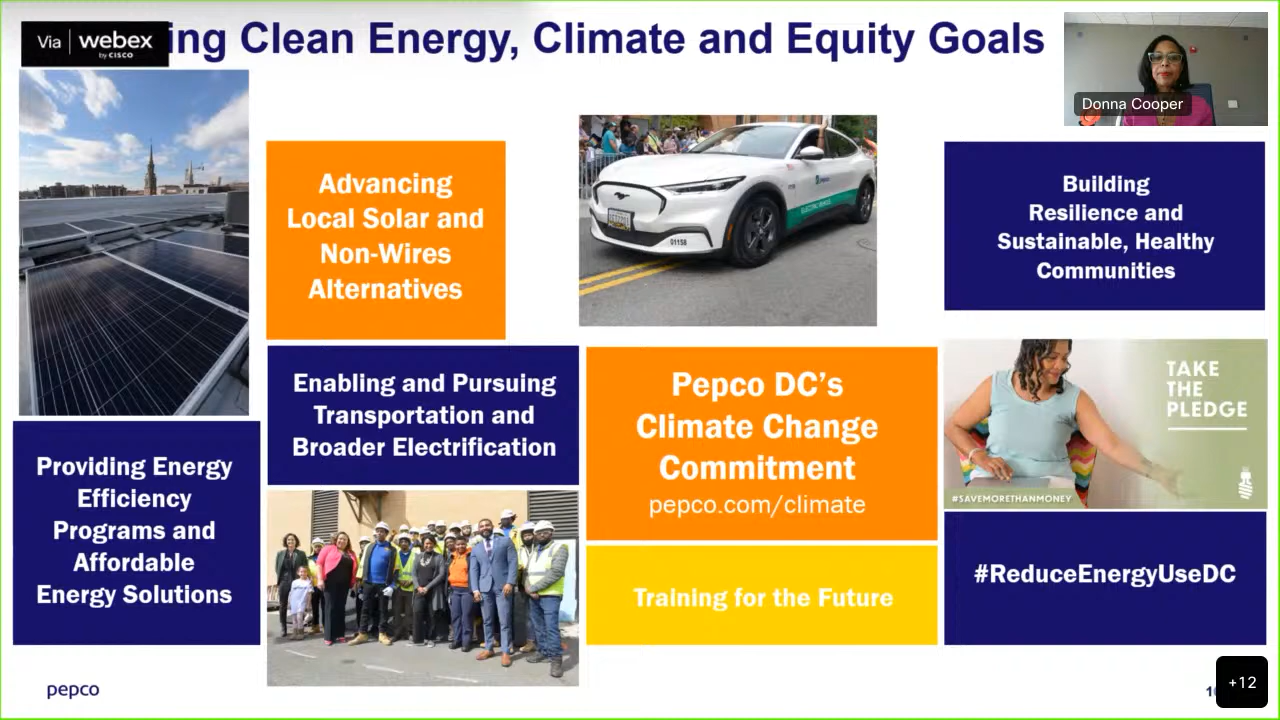 Via webex
by CISCO
ing Clean Energy, Climate and Equity Goals
Donna Cooper
Advancing
Local Solar and
Non-Wires
Alternatives
01158
ELECTRIC VEHICLE
Building
Resilience and
Sustainable, Healthy
Communities
Enabling and Pursuing
Transportation and
Broader Electrification
Pepco DC's
Climate Change
Commitment
pepco.com/climate
TAKE
THE
PLEDGE
#SAVEMORETHANMONEY
Providing Energy
Efficiency
Programs and
Affordable
Energy Solutions
Training for the Future
#ReduceEnergyUseDC
pepco
+12